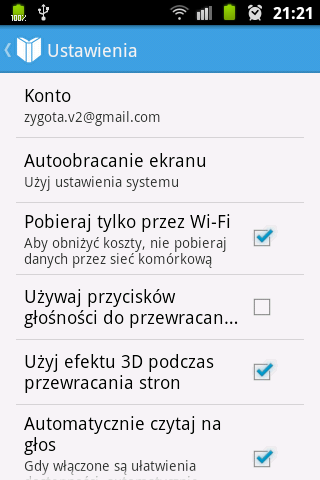 100%
21:21
Ustawienia
Konto
zygota.v2@gmail.com
Autoobracanie ekranu
Użyj ustawienia systemu
Pobieraj tylko przez Wi-Fi
Aby obniżyć koszty, nie pobieraj
danych przez sieć komórkową
Używaj przycisków
głośności do przewracan...
Użyj efektu 3D podczas
przewracania stron
Automatycznie czytaj na
głos
Gdy włączone są ułatwienia